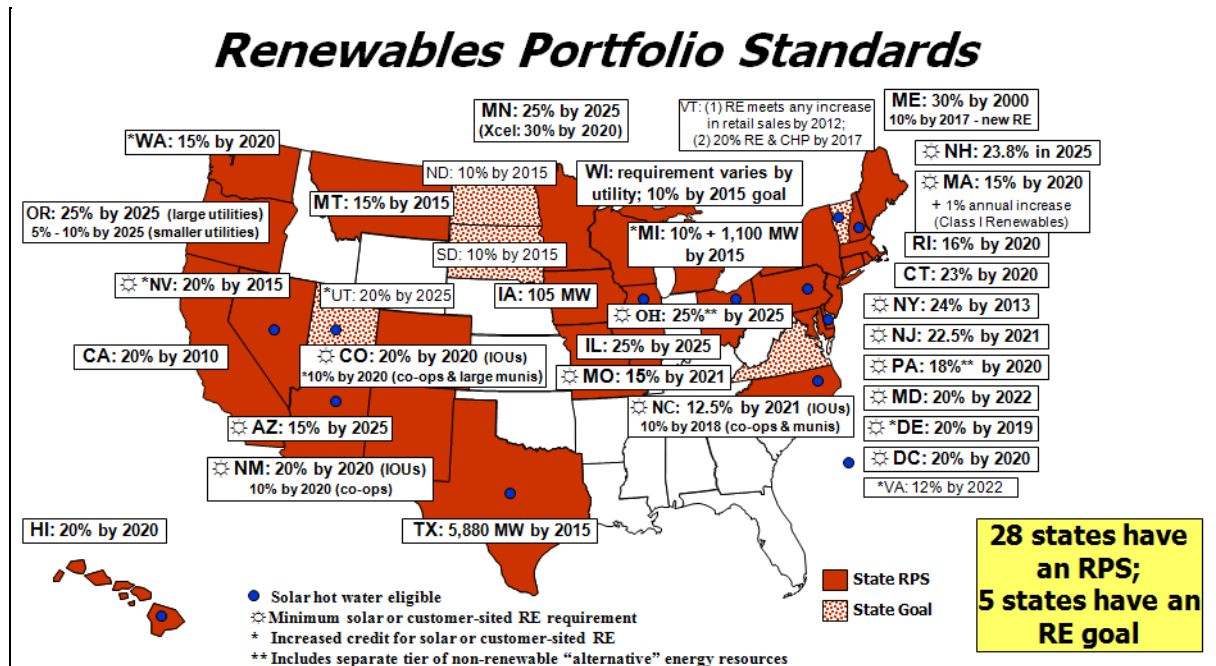 Renewables Portfolio Standards
MN: 25% by 2025
(Xcel: 30% by 2020)
VT: (1) RE meets any increase
in retail sales by 2012;
(2) 20% RE & CHP by 2017
ME: 30% by 2000
10% by 2017 - new RE
*WA: 15% by 2020
☼ NH: 23.8% in 2025
ND: 10% by 2015
WI: requirement varies by
utility; 10% by 2015 goal
☼ MA: 15% by 2020
+ 1% annual increase
(Class I Renewables)
MT: 15% by 2015
OR: 25% by 2025 (large utilities)
5% - 10% by 2025 (smaller utilities)
*MI: 10% + 1,100 MW
by 2015
RI: 16% by 2020
SD: 10% by 2015
CT: 23% by 2020
☼ *NV: 20% by 2015
*UT: 20% by 2025
IA: 105 MW
☼ OH: 25%** by 2025
☼ NY: 24% by 2013
☼ NJ: 22.5% by 2021
CA: 20% by 2010
☼ CO: 20% by 2020 (IOUs)
*10% by 2020 (co-ops & large munis)
IL: 25% by 2025
☼ PA: 18%** by 2020
☼ MO: 15% by 2021
☼ MD: 20% by 2022
☼ NC: 12.5% by 2021 (IOUs)
10% by 2018 (co-ops & munis)
☼ AZ: 15% by 2025
☼ *DE: 20% by 2019
☼ NM: 20% by 2020 (IOUs)
10% by 2020 (co-ops)
☼ DC: 20% by 2020
*VA: 12% by 2022
HI: 20% by 2020
TX: 5,880 MW by 2015
28 states have
an RPS;
5 states have an
RE goal
State RPS
State Goal
Solar hot water eligible
☼ Minimum solar or customer-sited RE requirement
* Increased credit for solar or customer-sited RE
** Includes separate tier of non-renewable “alternative” energy resources